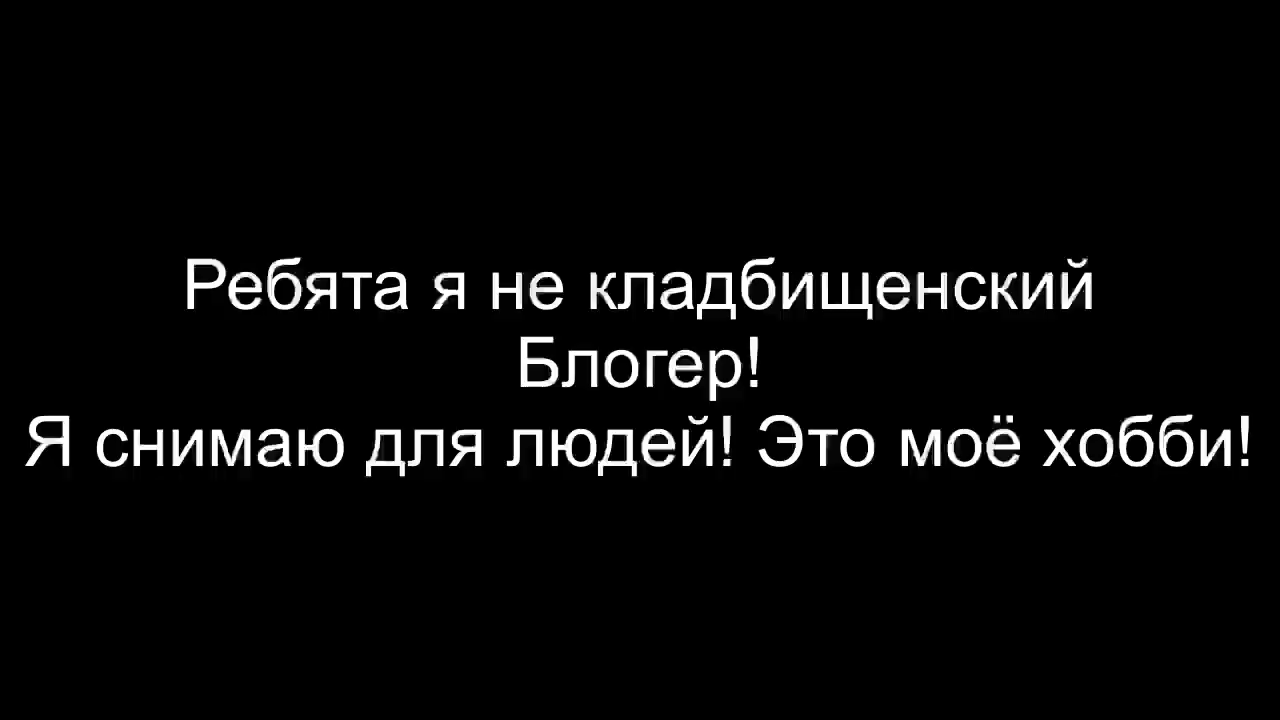 Ребята я не кладбищенский
Блогер!
Я снимаю для людей! Это моё хобби!